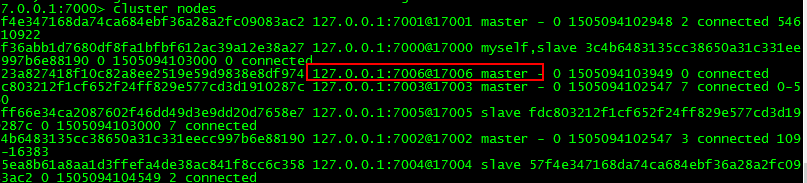 7.0.0.1:7000> cluster nodes
f4e347168da74ca684ebf36a28a2fc09083ac2 127.0.0.1:7001@17001 master - 0 1505094102948 2 connected 546
10922
f36abb1d7680df8fa1bfbf612ac39a12e38a27 127.0.0.1:7000@17000 myself,slave 3c4b6483135cc38650a31c331ee
997b6e88190 0 1505094103000 0 connected
23a827418f10c82a8ee2519e59d9838e8df974 127.0.0.1:7006@17006 master - 0 1505094103949 0 connected
c803212f1cf652f24ff829e577cd3d1910287c 127.0.0.1:7003@17003 master - 0 1505094102547 7 connected 0-5
0
ff66e34ca2087602f46dd49d3e9dd20d7658e7 127.0.0.1:7005@17005 slave fdc803212f1cf652f24ff829e577cd3d19
287c 0 1505094103000 7 connected
4b6483135cc38650a31c331eecc997b6e88190 127.0.0.1:7002@17002 master - 0 1505094102547 3 connected 109
-16383
5ea8b61a8aa1d3ffefa4de38ac841f8cc6c358 127.0.0.1:7004@17004 slave 57f4e347168da74ca684ebf36a2a2fc09
3ac2 0 1505094104549 2 connected